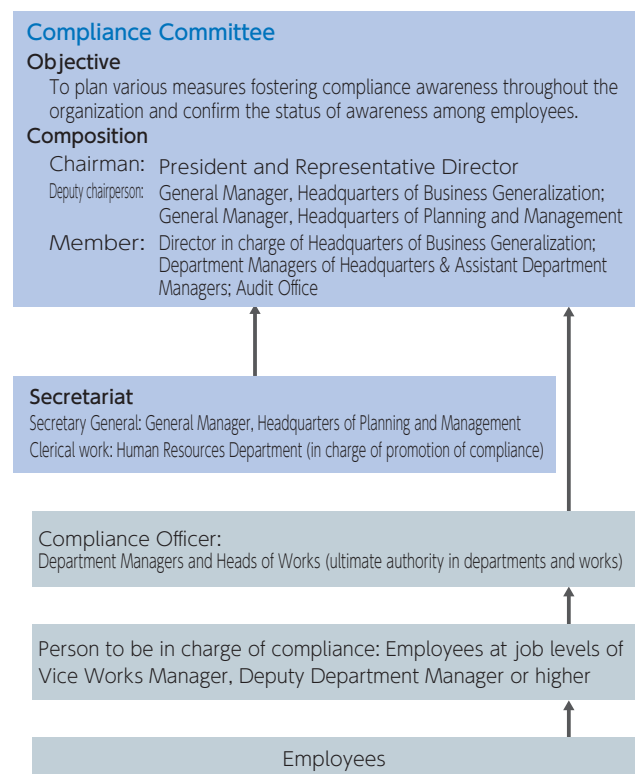 Compliance Committee
Objective
To plan various measures fostering compliance awareness throughout the
organization and confirm the status of awareness among employees.
Composition
Chairman: President and Representative Director
Deputy chairperson: General Manager, Headquarters of Business Generalization;
General Manager, Headquarters of Planning and Management
Member: Director in charge of Headquarters of Business Generalization;
Department Managers of Headquarters & Assistant Department
Managers; Audit Office
Secretariat
Secretary General: General Manager, Headquarters of Planning and Management
Clerical work: Human Resources Department (in charge of promotion of compliance)
Compliance Officer:
Department Managers and Heads of Works (ultimate authority in departments and works)
Person to be in charge of compliance: Employees at job levels of
Vice Works Manager, Deputy Department Manager or higher
Employees